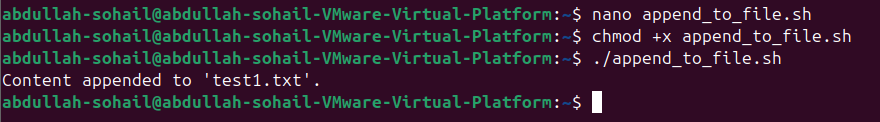 abdullah-sohail@abdullah-sohail-VMware-Virtual-Platform:~$ nano append_to_file.sh
abdullah-sohail@abdullah-sohail-VMware-Virtual-Platform:~$ chmod +x append_to_file.sh
abdullah-sohail@abdullah-sohail-VMware-Virtual-Platform:~$ ./append_to_file.sh
Content appended to 'test1.txt'.
abdullah-sohail@abdullah-sohail-VMware-Virtual-Platform:~$